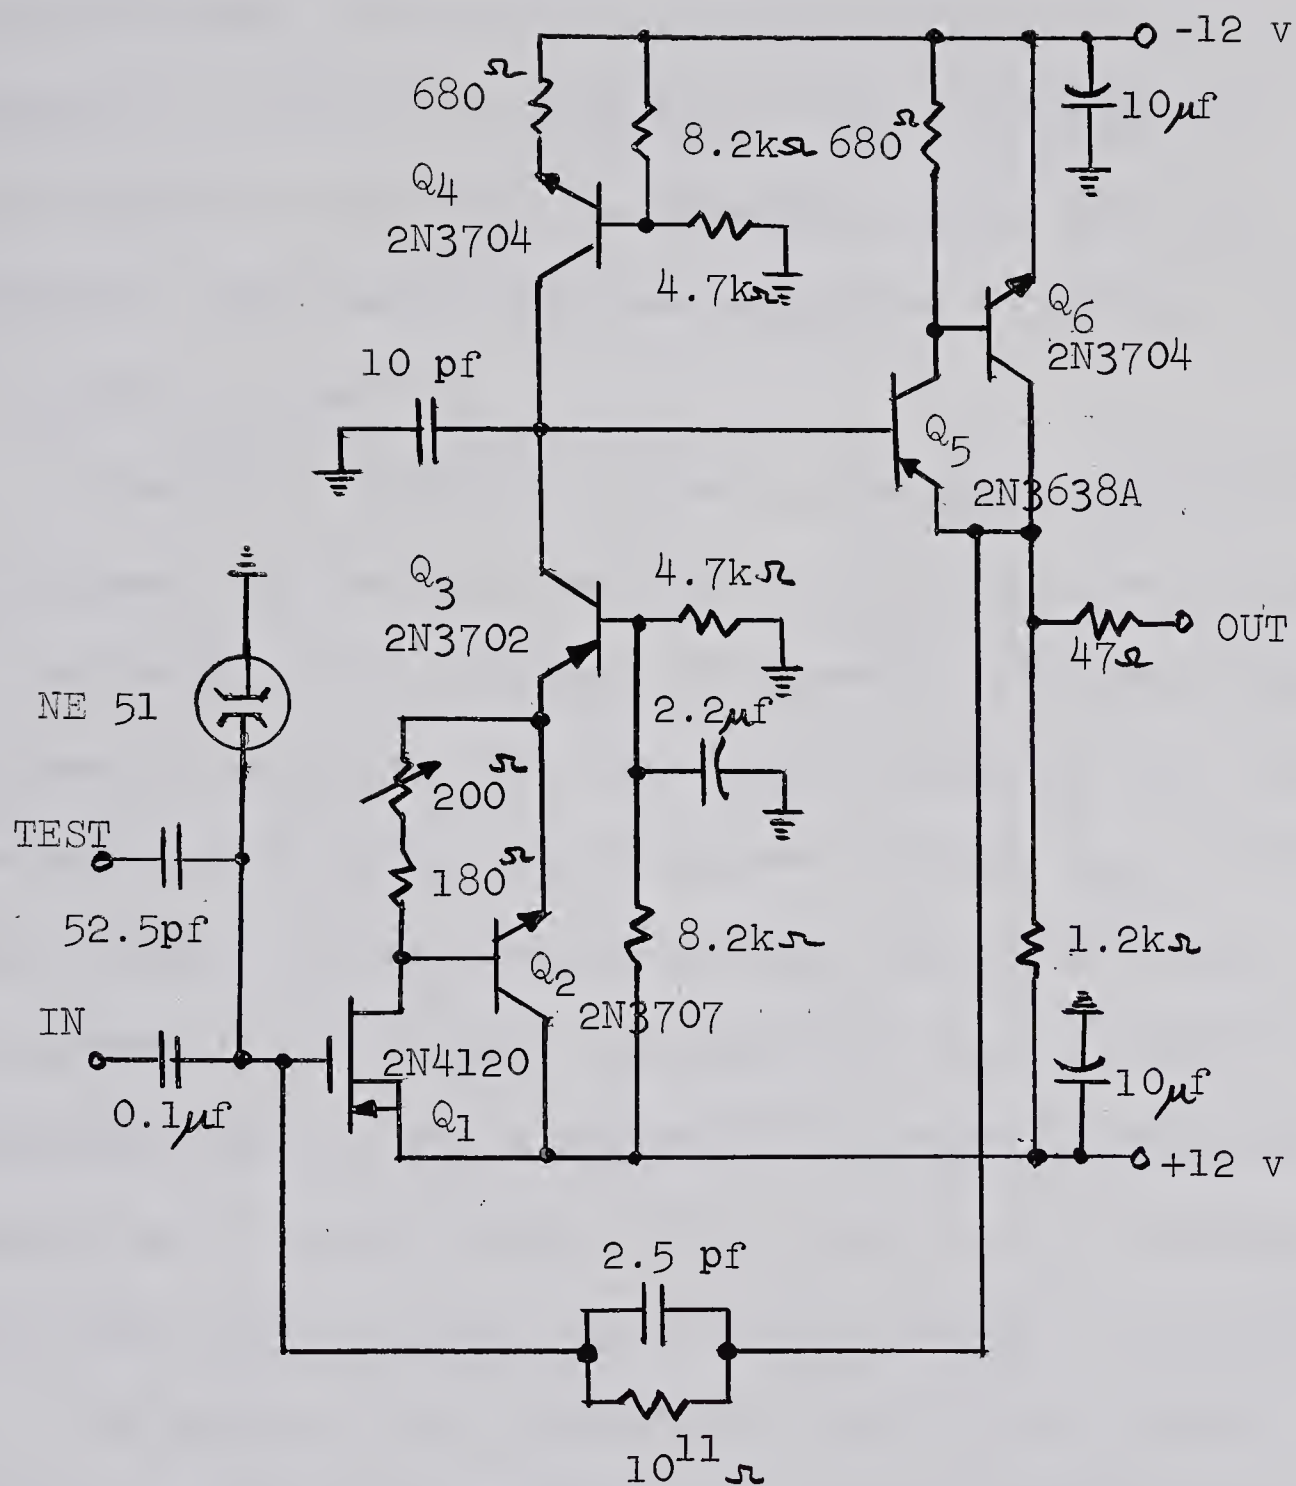 -12 v
680Ω
8.2kΩ
680Ω
10μf
Q4
2N3704
4.7kΩ
Q6
2N3704
10 pf
Q5
2N3638A
Q3
2N3702
4.7kΩ
OUT
47Ω
NE 51
2.2μf
200Ω
TEST
180Ω
52.5pf
8.2kΩ
1.2kΩ
Q2
2N3707
IN
2N4120
10μf
0.1μf
Q1
+12 v
2.5 pf
10¹¹Ω